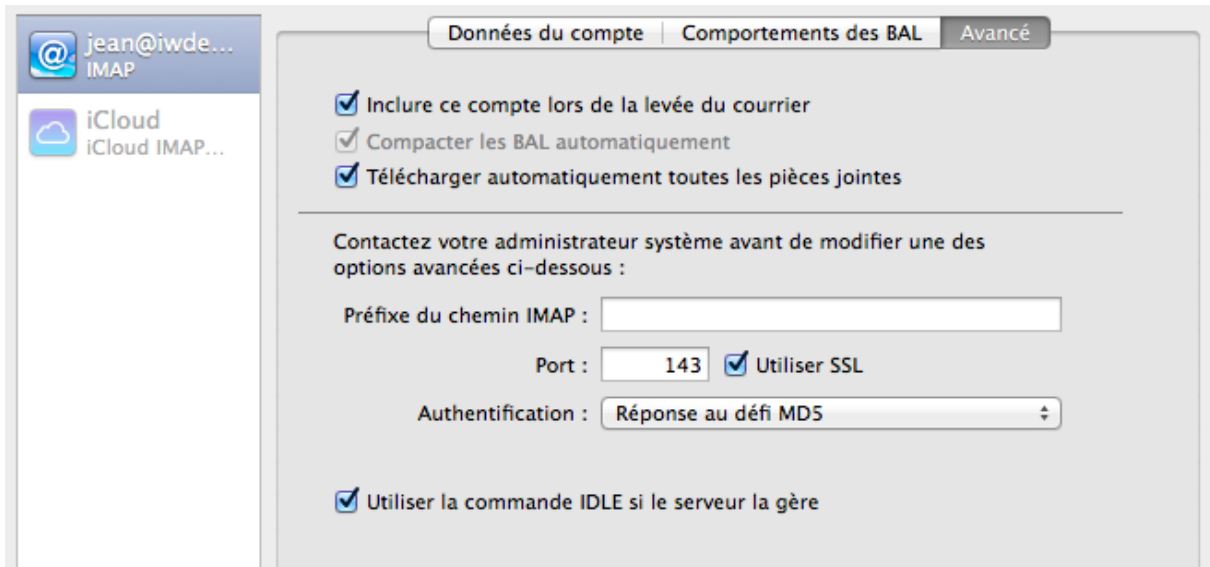 jean@iwde...
IMAP
iCloud
iCloud IMAP...
Données du compte
Comportements des BAL
Avancé
Inclure ce compte lors de la levée du courrier
Compacter les BAL automatiquement
Télécharger automatiquement toutes les pièces jointes
Contactez votre administrateur système avant de modifier une des
options avancées ci-dessous :
Préfixe du chemin IMAP :
Port : 143 Utiliser SSL
Authentification : Réponse au défi MD5
Utiliser la commande IDLE si le serveur la gère